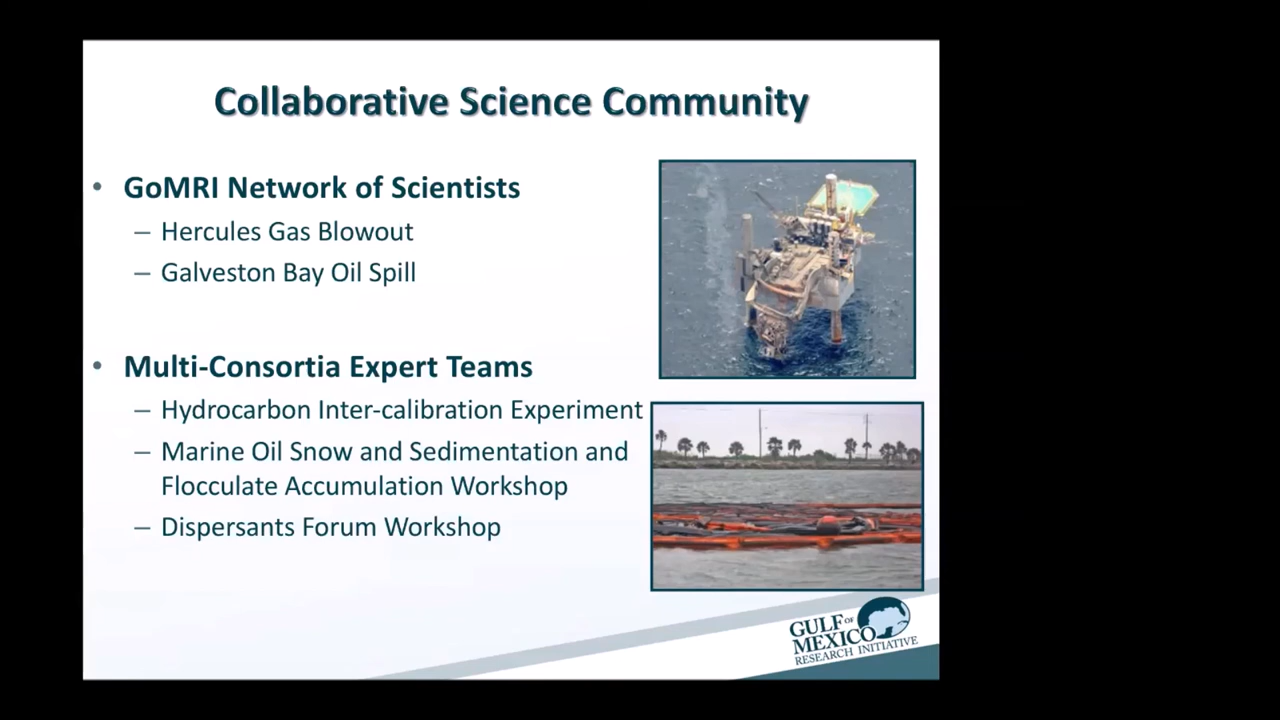 Collaborative Science Community
• GoMRI Network of Scientists
– Hercules Gas Blowout
– Galveston Bay Oil Spill
• Multi-Consortia Expert Teams
– Hydrocarbon Inter-calibration Experiment
– Marine Oil Snow and Sedimentation and
Flocculate Accumulation Workshop
– Dispersants Forum Workshop
GULF OF
MEXICO
RESEARCH INITIATIVE